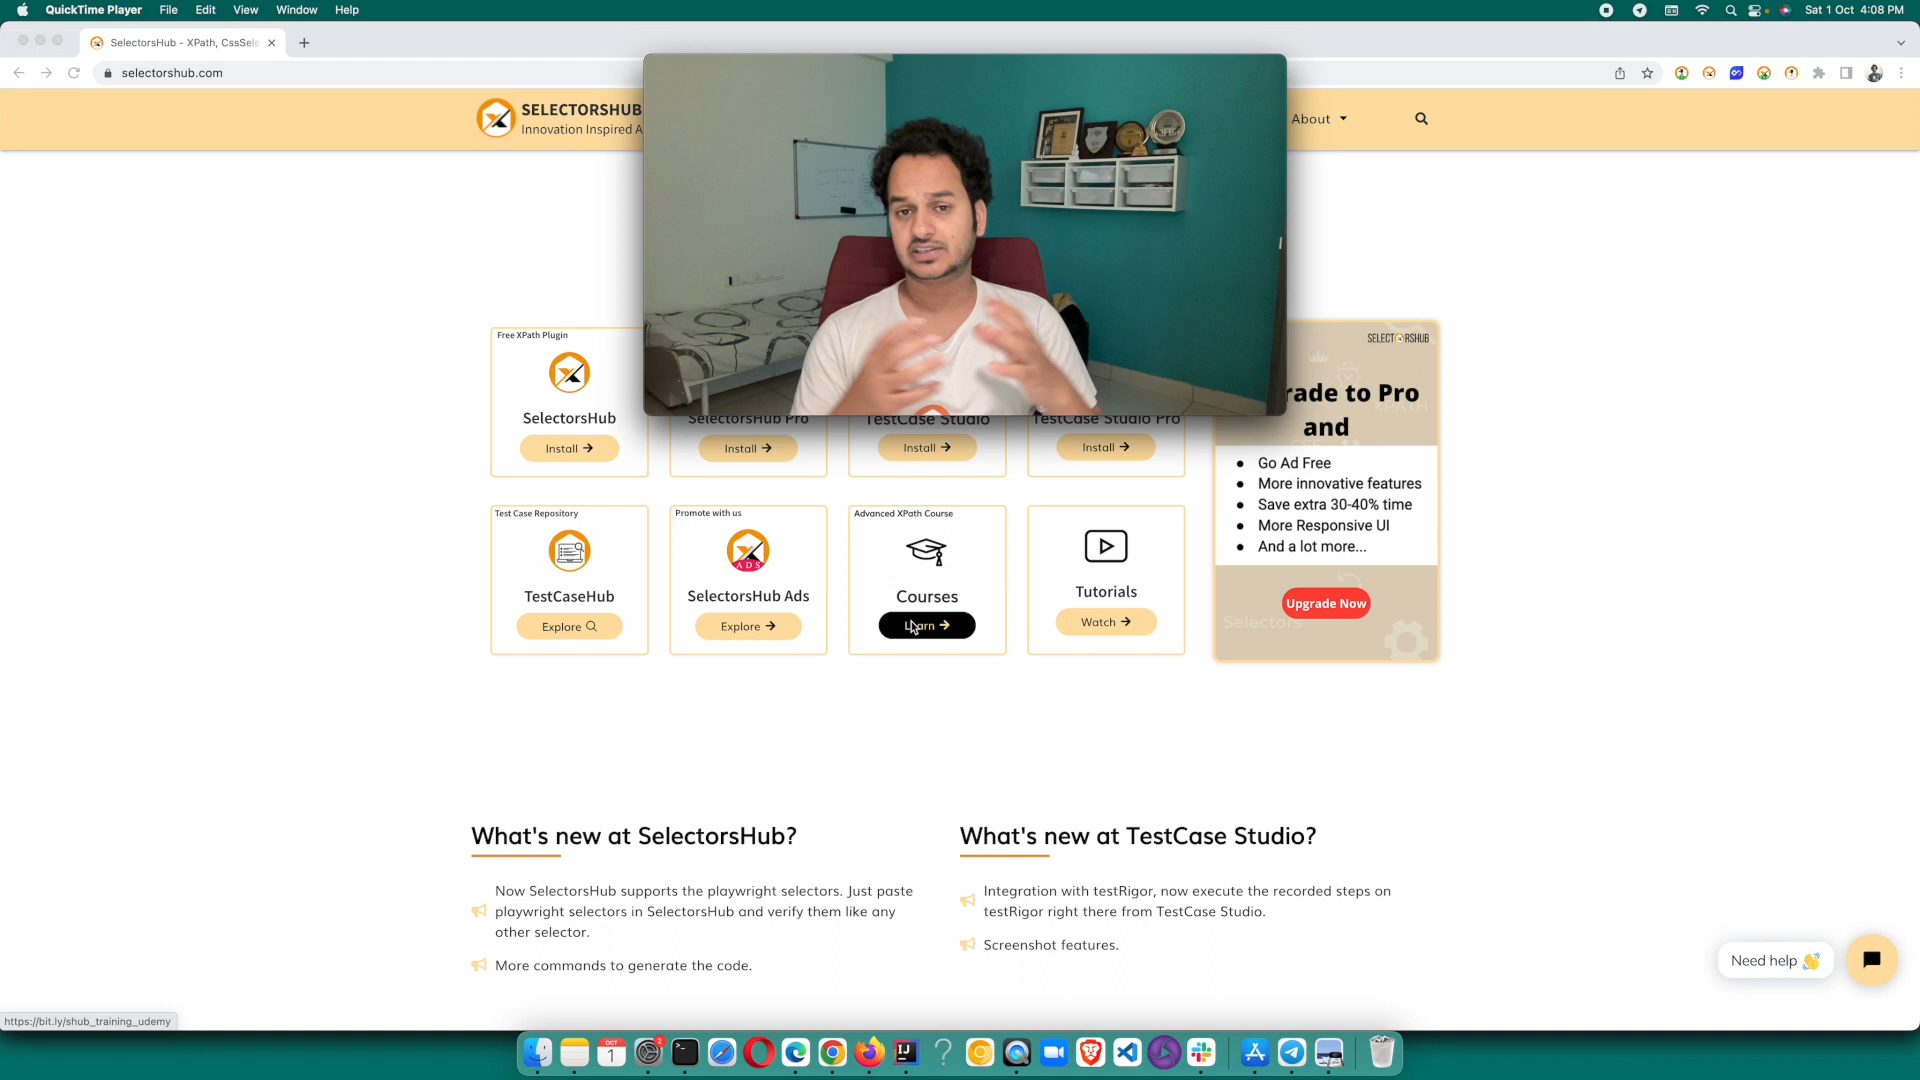 QuickTime Player File Edit View Window Help
Sat 1 Oct 4:08 PM
SelectorsHub - XPath, CssSele
selectorshub.com
SELECTORSHUB
Innovation Inspired A
About
Free XPath Plugin
SelectorsHub
Install
SelectorsHub Pro
Install
TestCase Studio
Install
TestCase Studio Pro
Install
SELECTORSHUB
rade to Pro
and
Go Ad Free
More innovative features
Save extra 30-40% time
More Responsive UI
And a lot more...
Upgrade Now
Selectors
Test Case Repository
TestCaseHub
Explore
Promote with us
ADS
SelectorsHub Ads
Explore
Advanced XPath Course
Courses
Learn
Tutorials
Watch
What's new at SelectorsHub?
Now SelectorsHub supports the playwright selectors. Just paste
playwright selectors in SelectorsHub and verify them like any
other selector.
More commands to generate the code.
What's new at TestCase Studio?
Integration with testRigor, now execute the recorded steps on
testRigor right there from TestCase Studio.
Screenshot features.
Need help 👋
https://bit.ly/shub_training_udemy
OCT
1
2